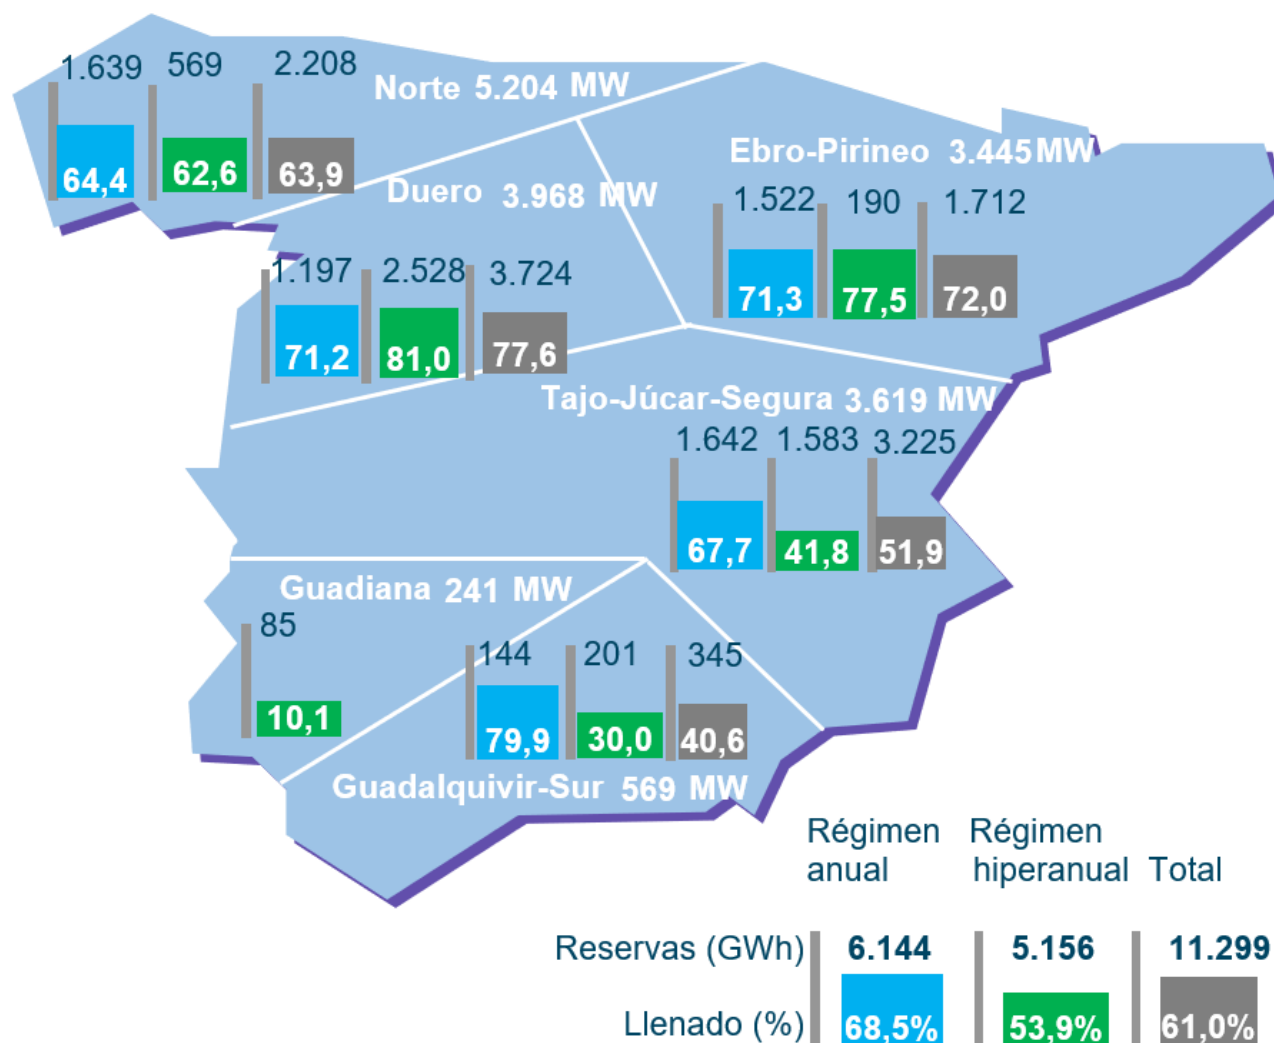 1.639 569 2.208
Norte 5.204 MW
64,4 62,6 63,9
Ebro-Pirineo 3.445 MW
1.522 190 1.712
71,3 77,5 72,0
Duero 3.968 MW
1.197 2.528 3.724
71,2 81,0 77,6
Tajo-Júcar-Segura 3.619 MW
1.642 1.583 3.225
67,7 41,8 51,9
Guadiana 241 MW
85
10,1
144 201 345
79,9 30,0 40,6
Guadalquivir-Sur 569 MW
Régimen Régimen
anual hiperanual Total
Reservas (GWh) 6.144 5.156 11.299
Llenado (%) 68,5% 53,9% 61,0%